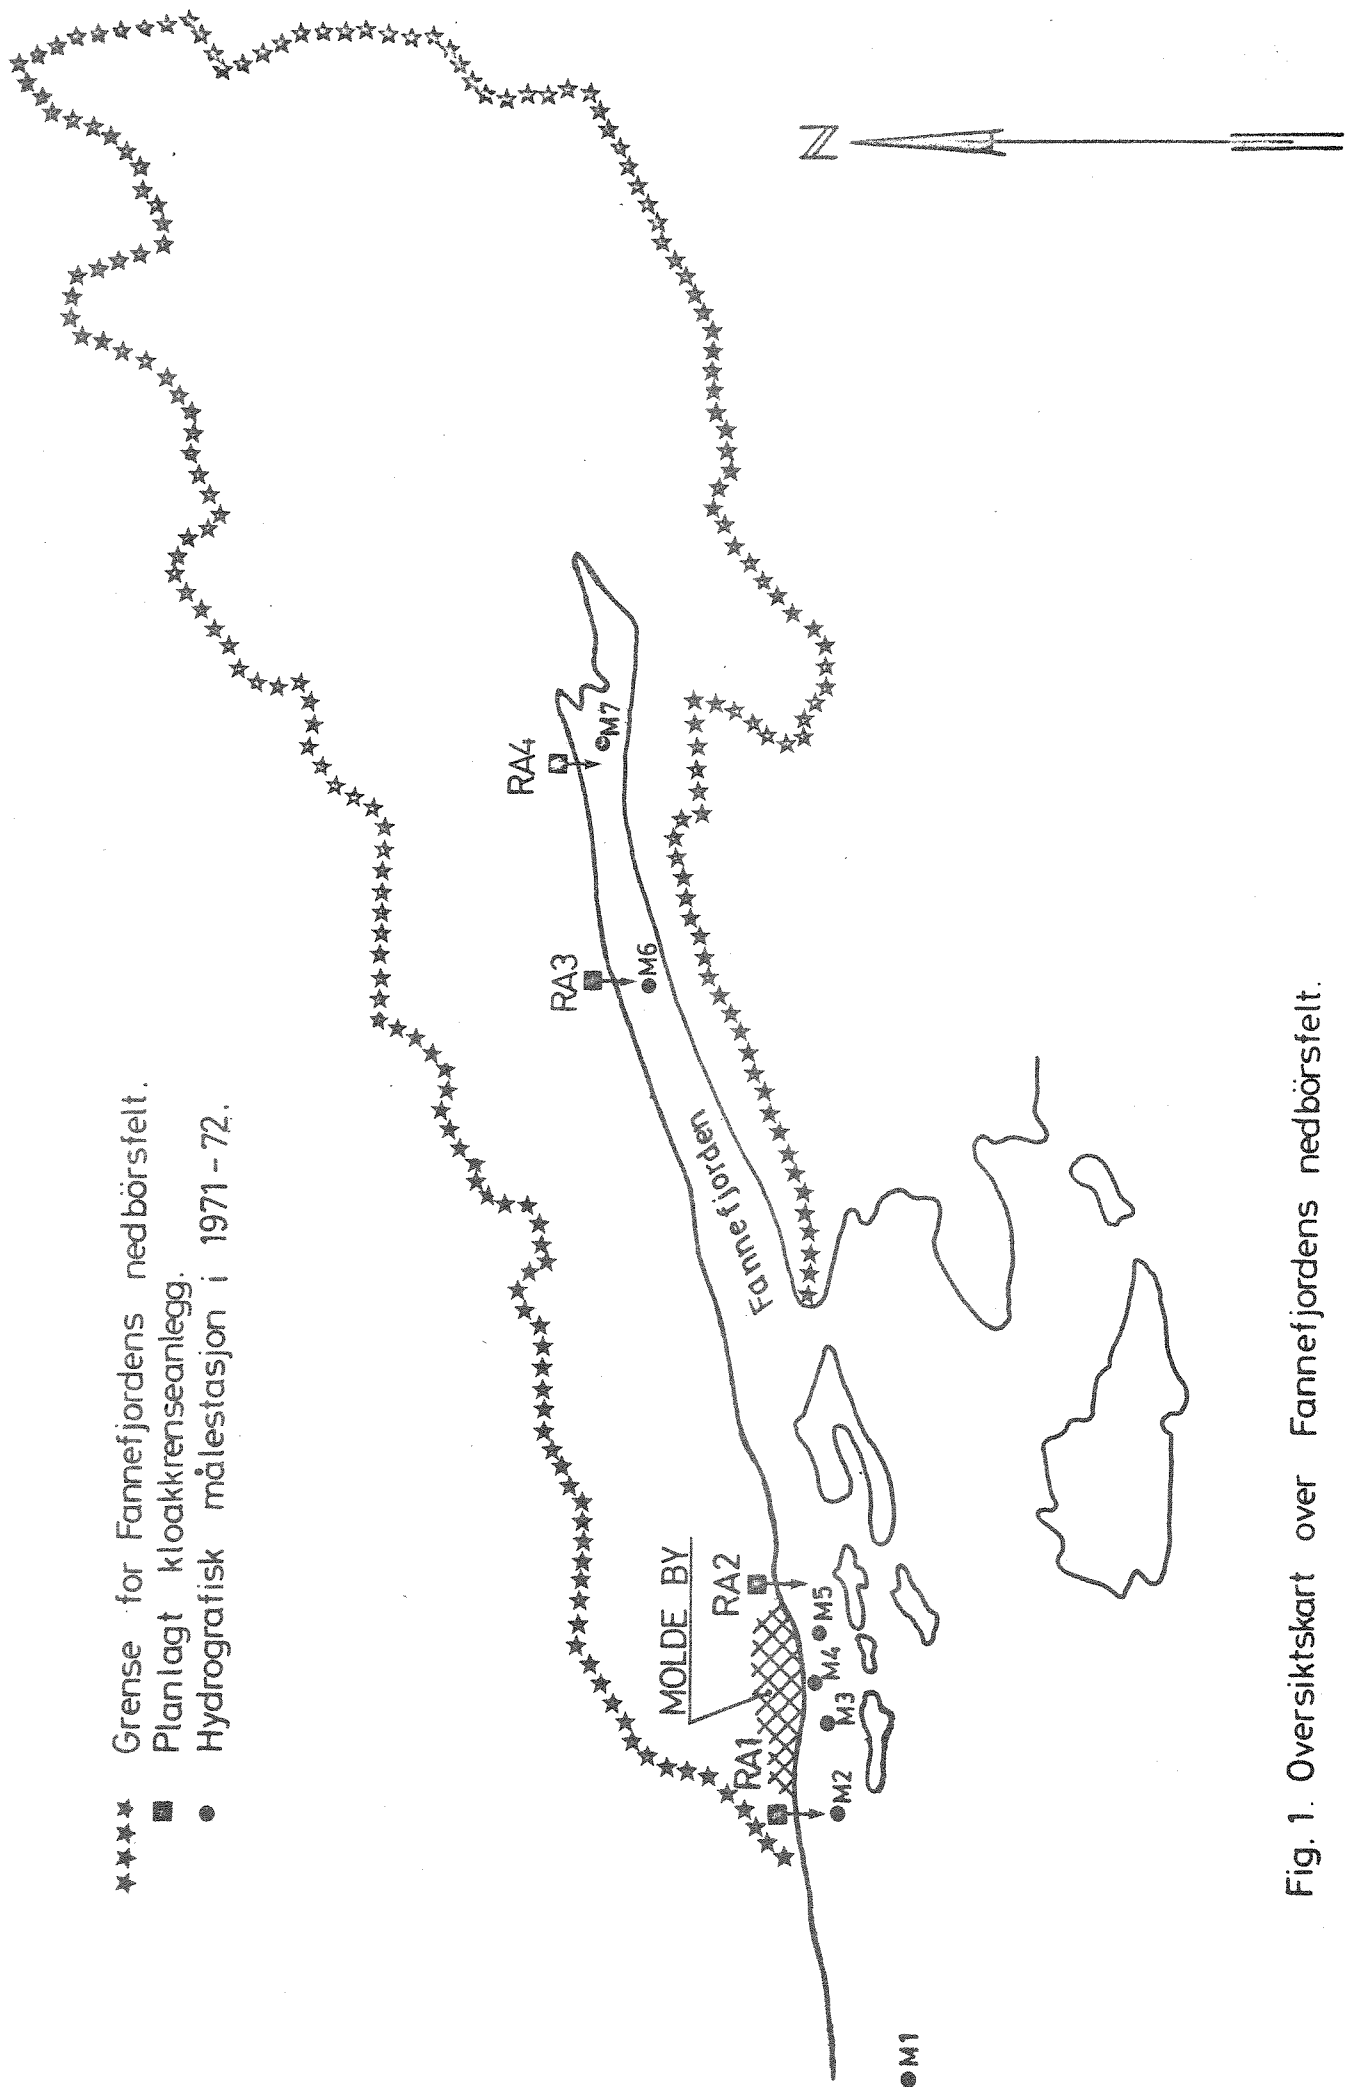 Grense for Fannefjordens nedbörsfelt.
Planlagt kloakkrenseanlegg.
Hydrografisk målestasjon i 1971-72.
N
RA4
M7
RA3
M6
Fannefjorden
MOLDE BY
RA2
RA1
M5
M4
M3
M2
M1
Fig. 1. Oversiktskart over Fannefjordens nedbörsfelt.